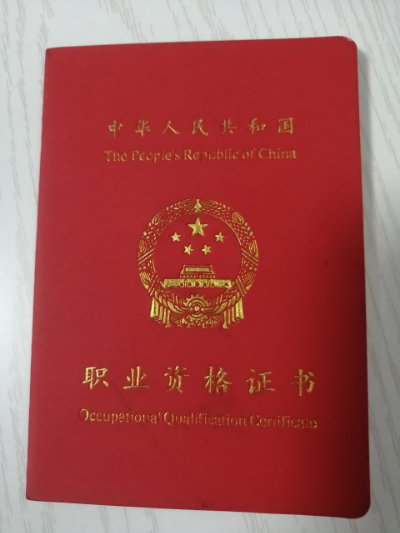 中华人民共和国
The People's Republic of China
职业资格证书
Occupational Qualification Certificate